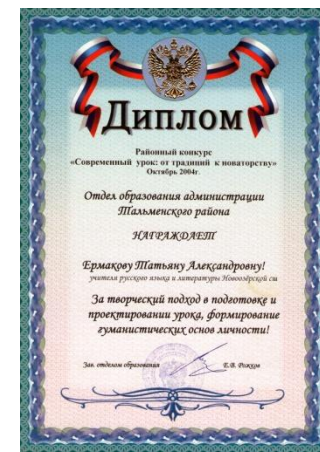 Диплом
Районный конкурс
«Современный урок: от традиций к новаторству»
Октябрь 2004г.
Отдел образования администрации
Тальменского района
НАГРАЖДАЕТ
Ермакову Татьяну Александровну!
учителя русского языка и литературы Новоозёрской сш
За творческий подход в подготовке и
проектировании урока, формирование
гуманистических основ личности!
Зав. отделом образования Е.В. Рожков